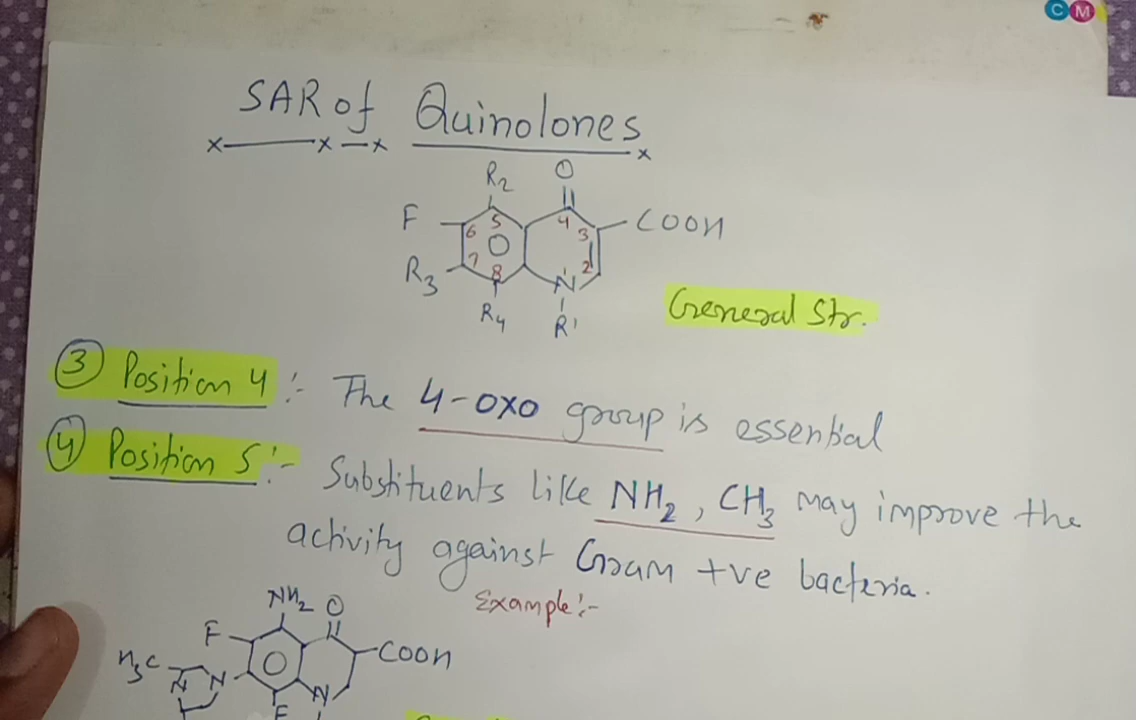 C M
SAR of Quinolones
R2 O
F 5 4 3 COOH
6
7 8 2
R3 N
R4 R'
General Str.
③ Position 4 :- The 4-oxo group is essential
④ Position 5 :- Substituents like NH2, CH3 may improve the
activity against Gram +ve bacteria.
Example :-
NH2 O
F COOH
H3C N N N
F